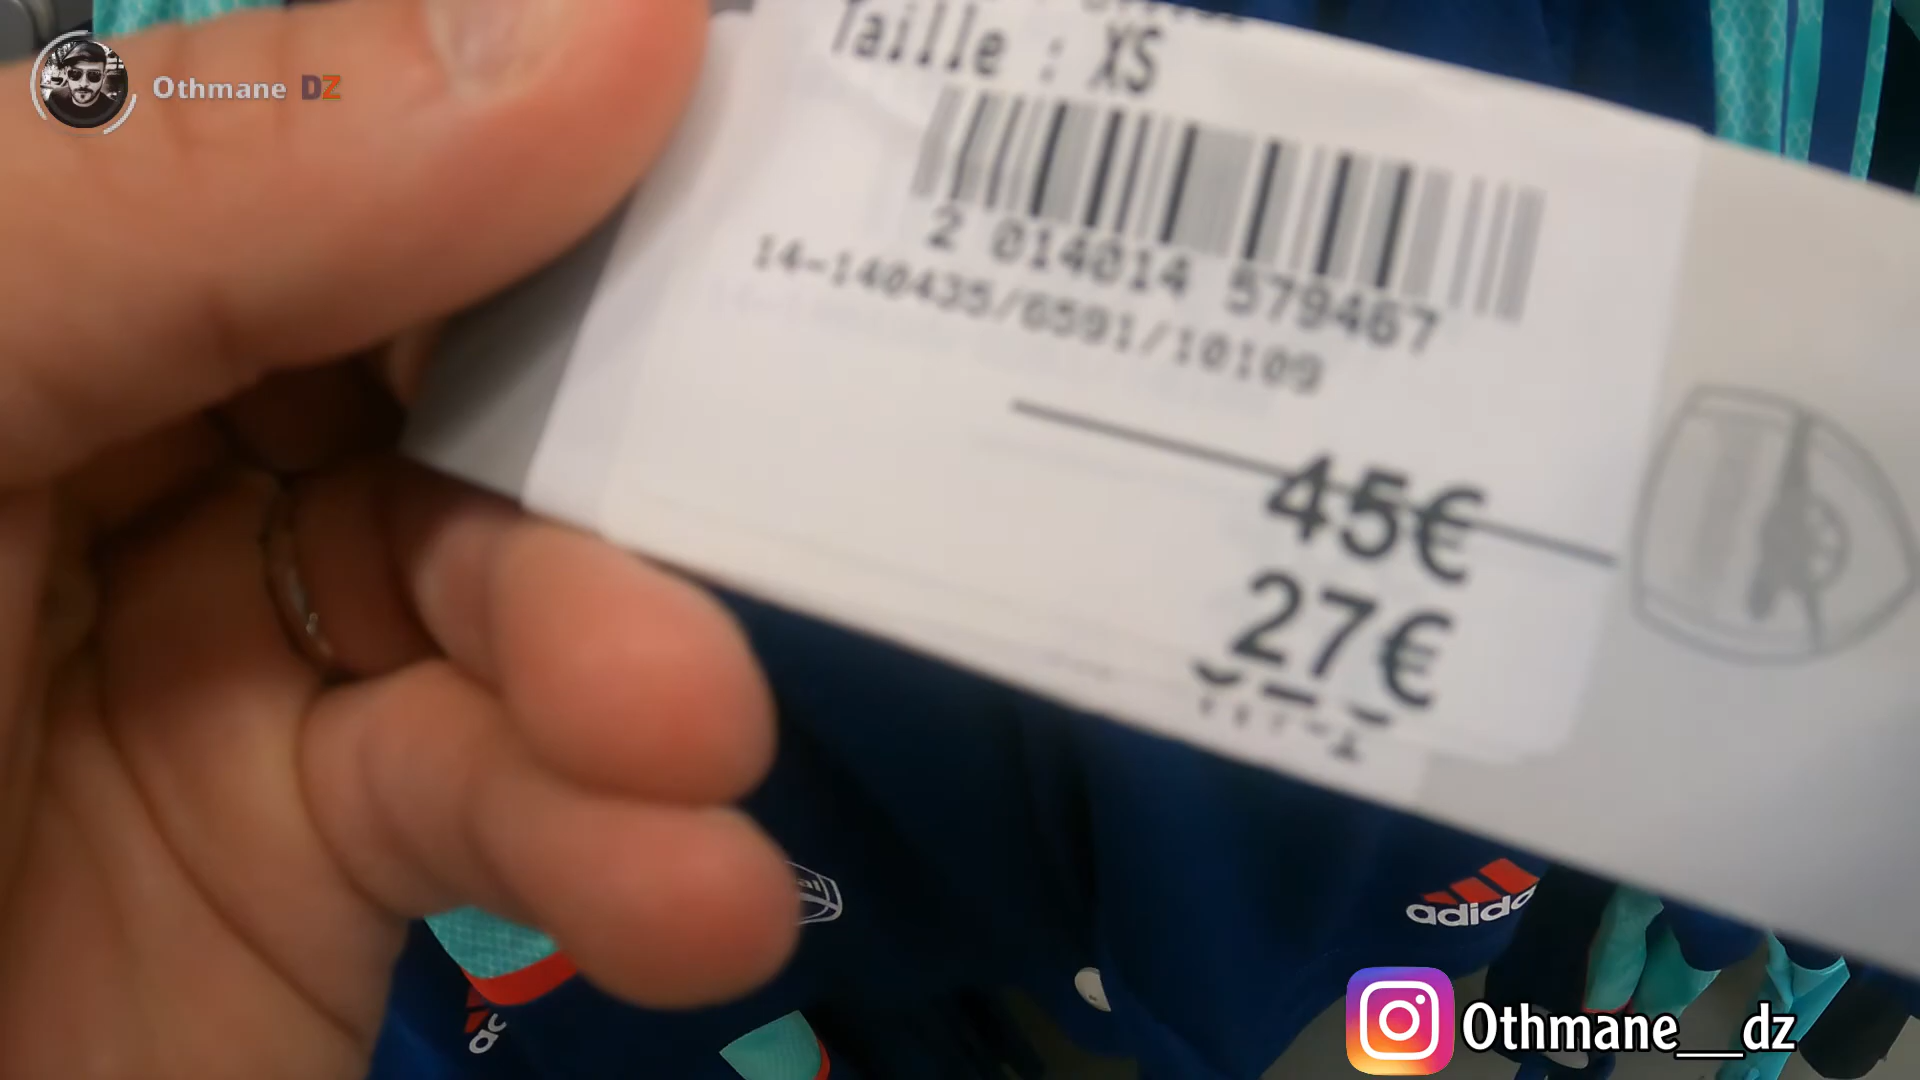 Othmane DZ
Taille : XS
2 014014 579467
14-140435/6591/10109
45€
27€
adidas
Othmane__dz